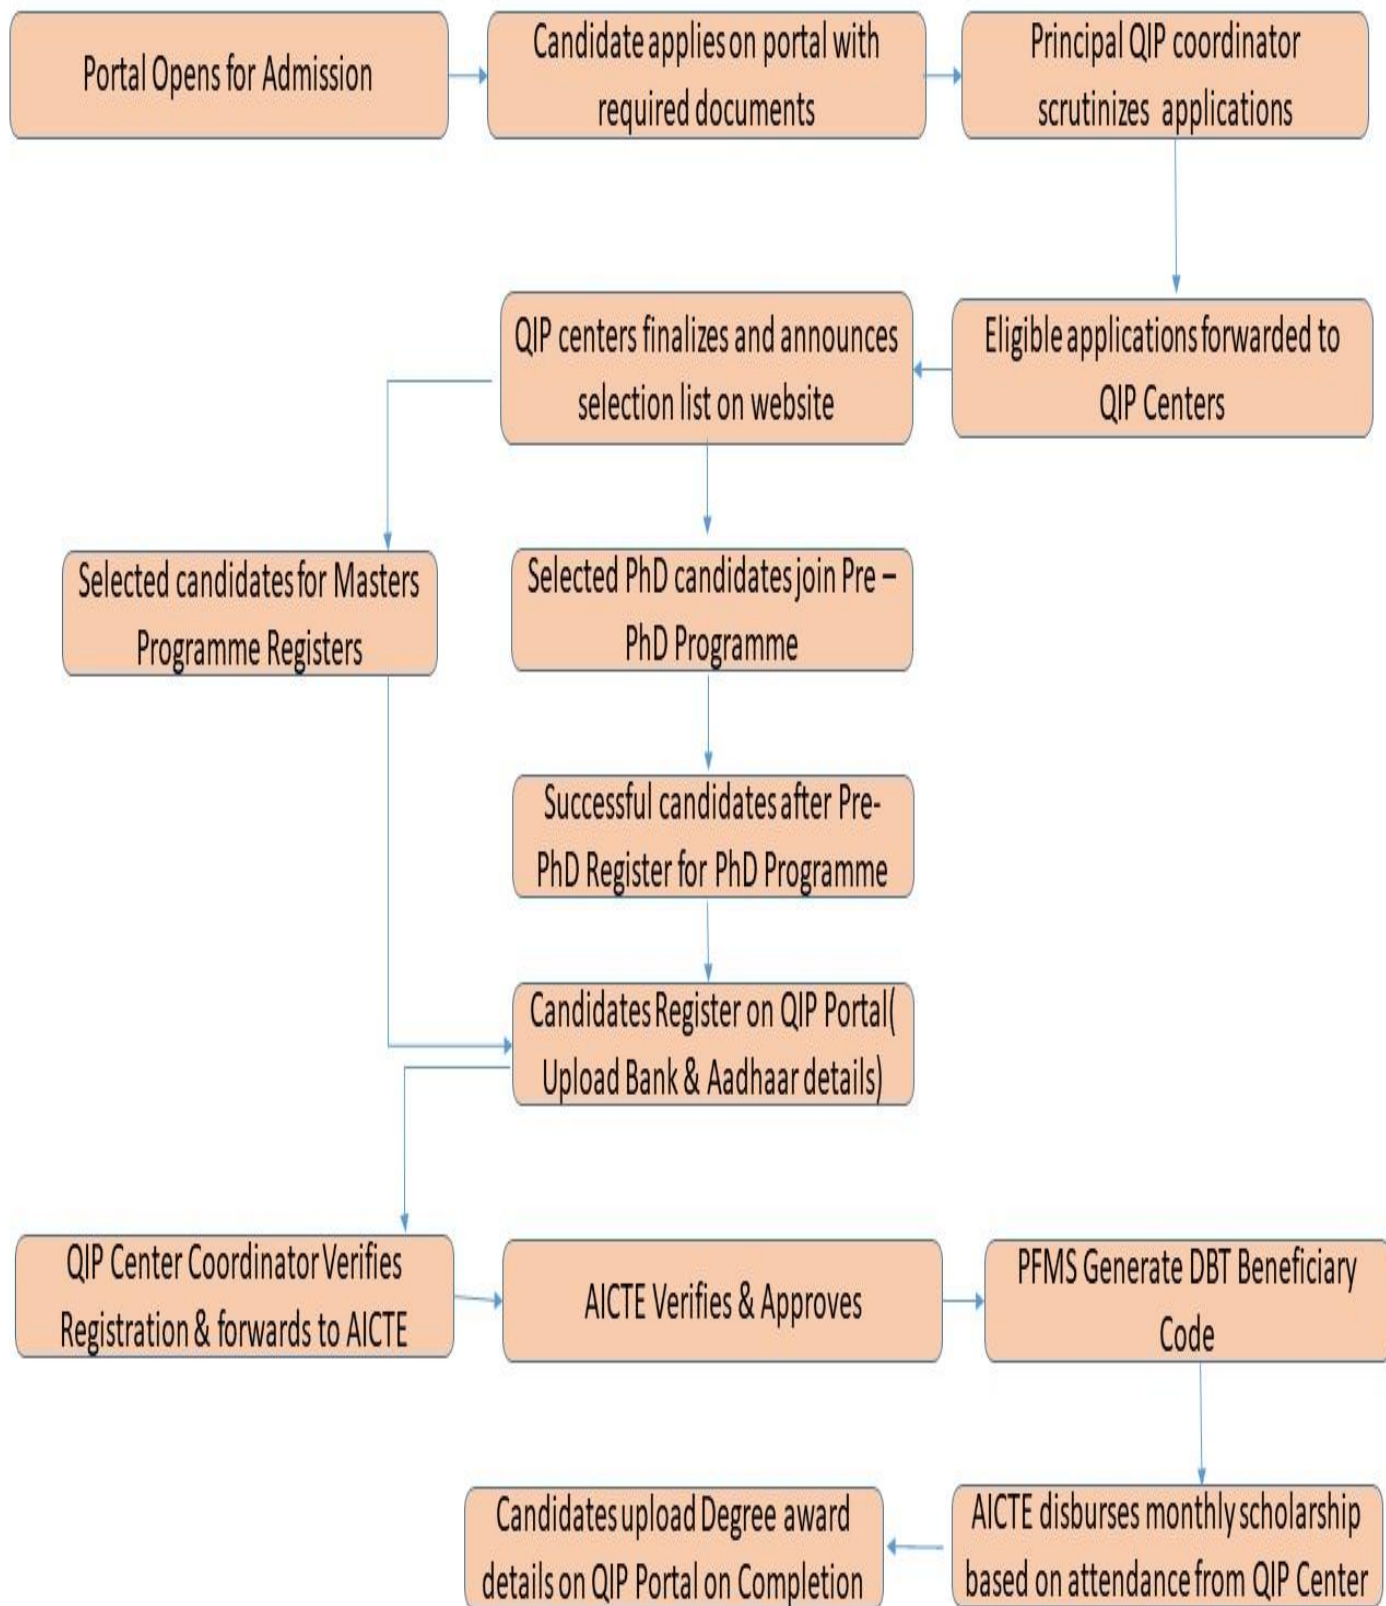 Portal Opens for Admission
Candidate applies on portal with
required documents
Principal QIP coordinator
scrutinizes applications
Eligible applications forwarded to
QIP Centers
QIP centers finalizes and announces
selection list on website
Selected candidates for Masters
Programme Registers
Selected PhD candidates join Pre –
PhD Programme
Successful candidates after Pre-
PhD Register for PhD Programme
Candidates Register on QIP Portal(
Upload Bank & Aadhaar details)
QIP Center Coordinator Verifies
Registration & forwards to AICTE
AICTE Verifies & Approves
PFMS Generate DBT Beneficiary
Code
AICTE disburses monthly scholarship
based on attendance from QIP Center
Candidates upload Degree award
details on QIP Portal on Completion